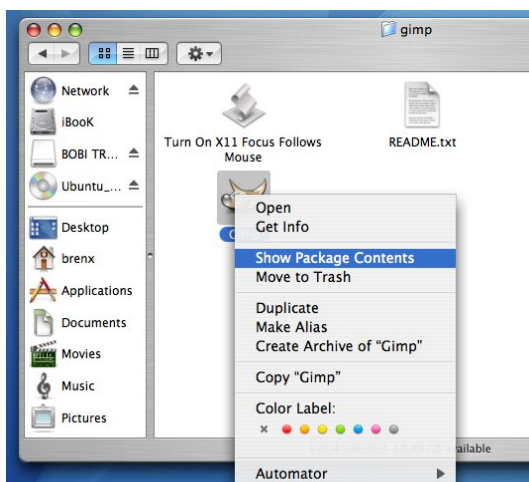 gimp
Network
iBooK
BOBI TR...
Ubuntu_...
Desktop
brenx
Applications
Documents
Movies
Music
Pictures
Turn On X11 Focus Follows
Mouse
README.txt
Open
Get Info
Show Package Contents
Move to Trash
Duplicate
Make Alias
Create Archive of “Gimp”
Copy “Gimp”
Color Label:
Automator